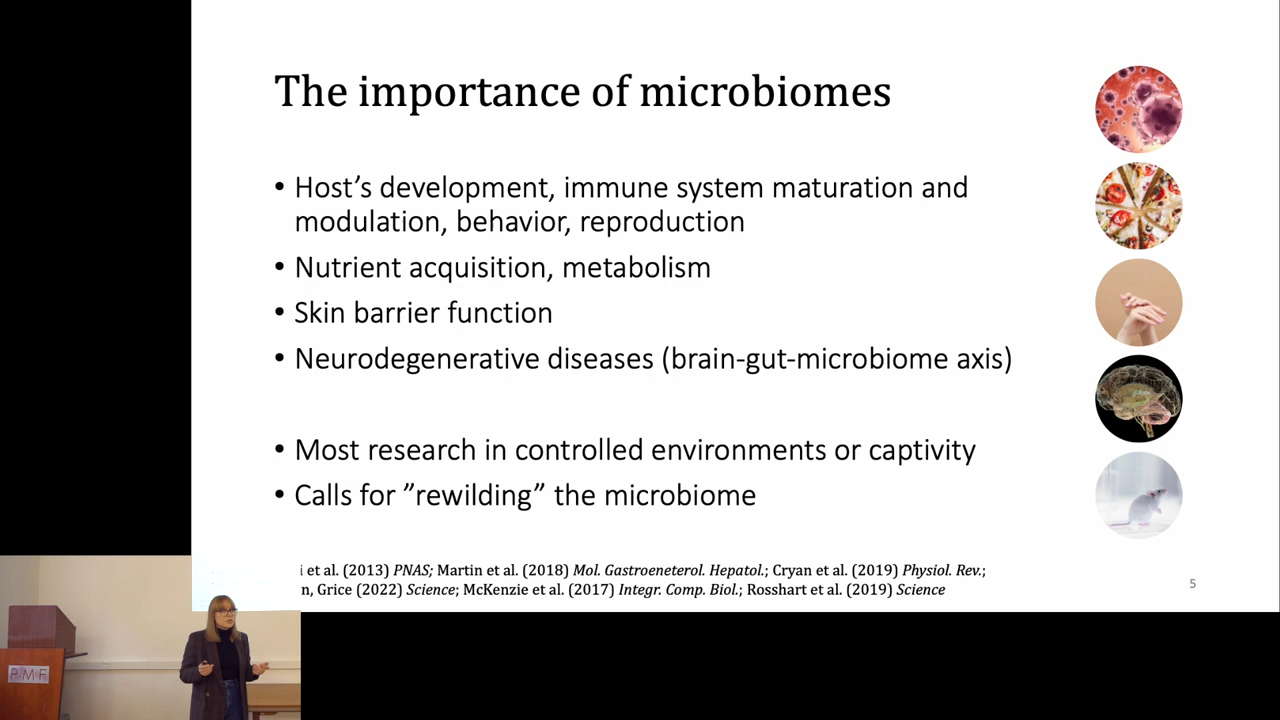 The importance of microbiomes
• Host’s development, immune system maturation and
modulation, behavior, reproduction
• Nutrient acquisition, metabolism
• Skin barrier function
• Neurodegenerative diseases (brain-gut-microbiome axis)
• Most research in controlled environments or captivity
• Calls for ”rewilding” the microbiome
et al. (2013) PNAS; Martin et al. (2018) Mol. Gastroeneterol. Hepatol.; Cryan et al. (2019) Physiol. Rev.;
Grice (2022) Science; McKenzie et al. (2017) Integr. Comp. Biol.; Rosshart et al. (2019) Science
5
PMF